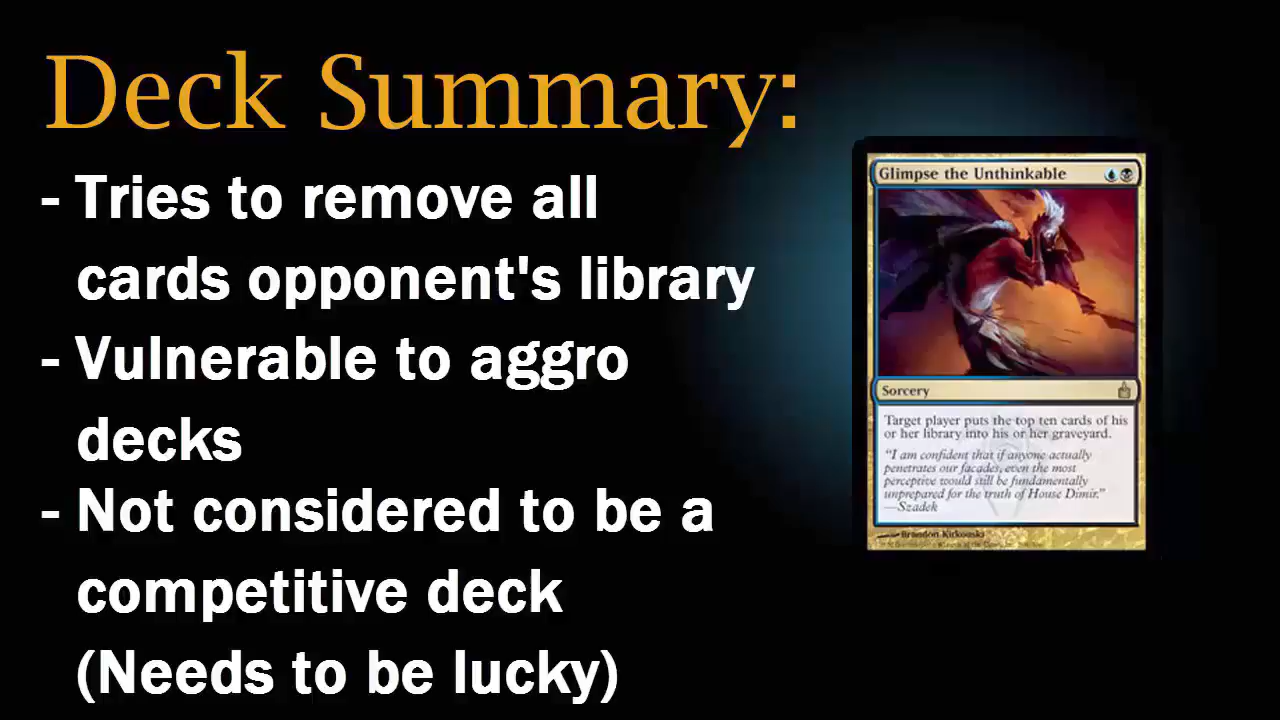 Deck Summary:
- Tries to remove all
cards opponent's library
- Vulnerable to aggro
decks
- Not considered to be a
competitive deck
(Needs to be lucky)
Glimpse the Unthinkable
Sorcery
Target player puts the top ten cards of his
or her library into his or her graveyard.
"I am confident that if anyone actually
penetrates our facades, even the most
perceptive would still be fundamentally
unprepared for the truth of House Dimir."
—Szadek
Brandon Kitkouski